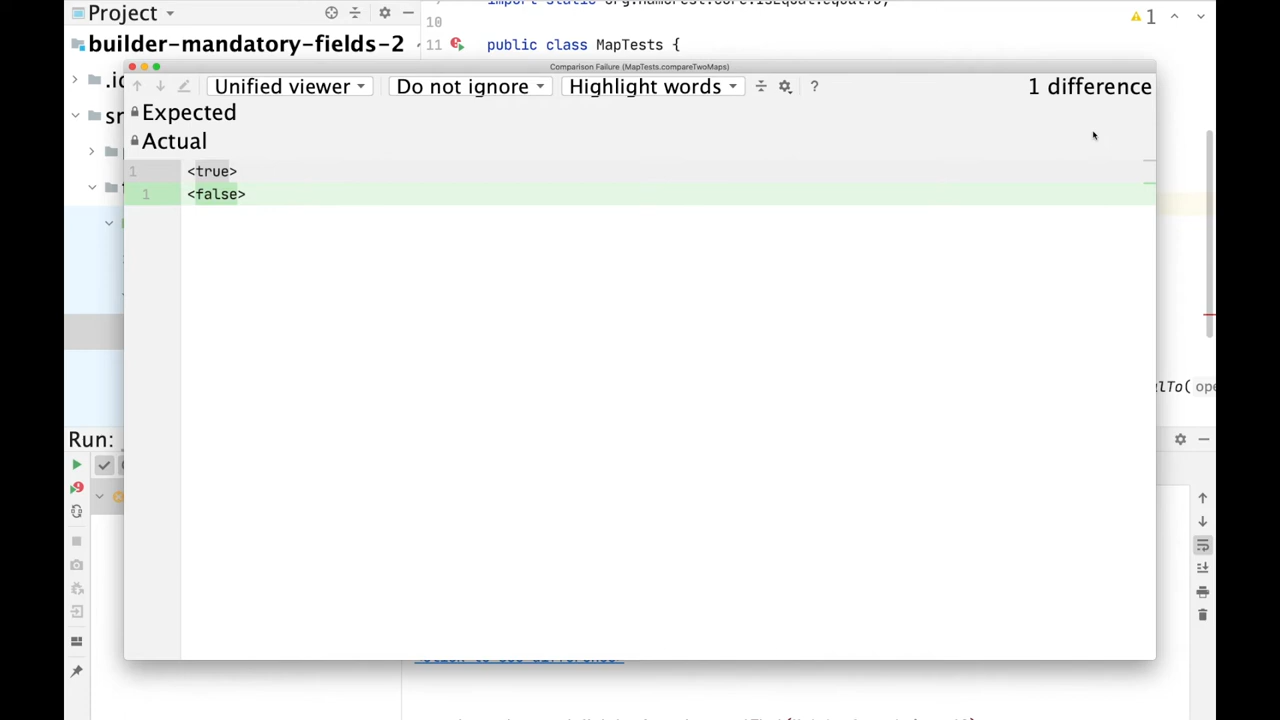 Project
10
builder-mandatory-fields-2
11 public class MapTests {
1
Comparison Failure (MapTests.compareTwoMaps)
Unified viewer Do not ignore Highlight words ? 1 difference
Expected
Actual
1 <true>
1 <false>
Run: